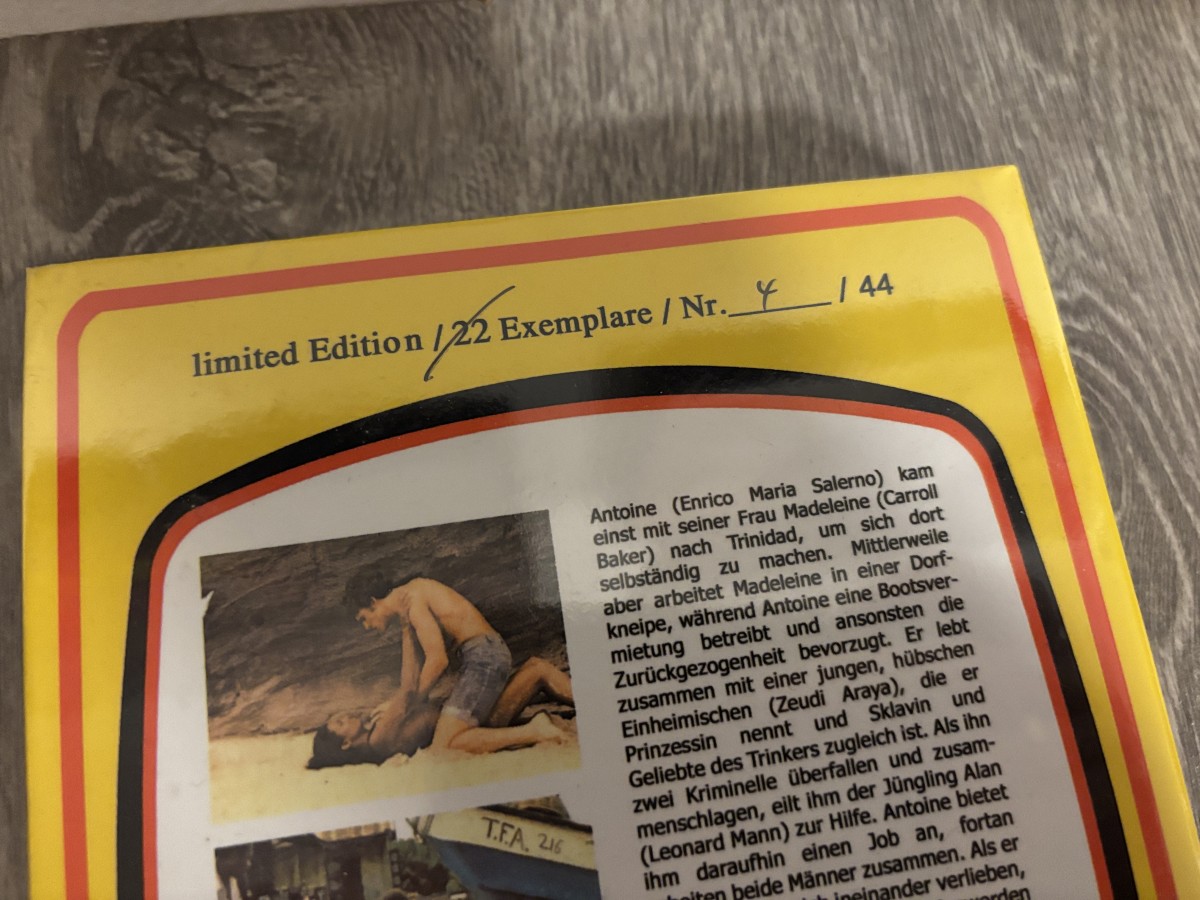 limited Edition / 22 Exemplare / Nr. 4 / 44
Antoine (Enrico Maria Salerno) kam
einst mit seiner Frau Madeleine (Carroll
Baker) nach Trinidad, um sich dort
selbständig zu machen. Mittlerweile
aber arbeitet Madeleine in einer Dorf-
kneipe, während Antoine eine Bootsver-
mietung betreibt und ansonsten die
Zurückgezogenheit bevorzugt. Er lebt
zusammen mit einer jungen, hübschen
Einheimischen (Zeudi Araya), die er
Prinzessin nennt und Sklavin und
Geliebte des Trinkers zugleich ist. Als ihn
zwei Kriminelle überfallen und zusam-
menschlagen, eilt ihm der Jüngling Alan
(Leonard Mann) zur Hilfe. Antoine bietet
ihm daraufhin einen Job an, fortan
beide Männer zusammen. Als er
ineinander verlieben,
T.F.A. 216